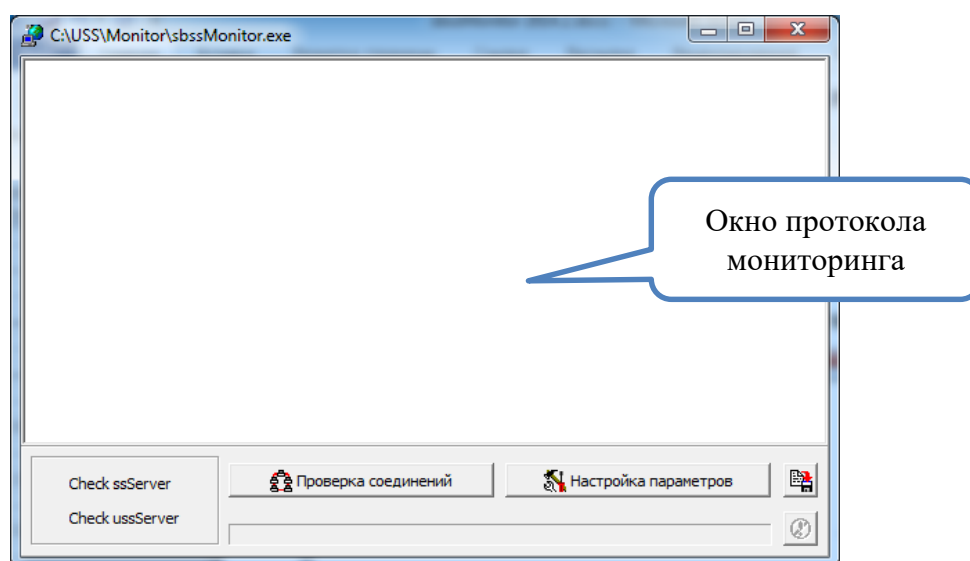 C:\USS\Monitor\sbssMonitor.exe
Окно протокола
мониторинга
Check ssServer
Проверка соединений
Настройка параметров
Check ussServer